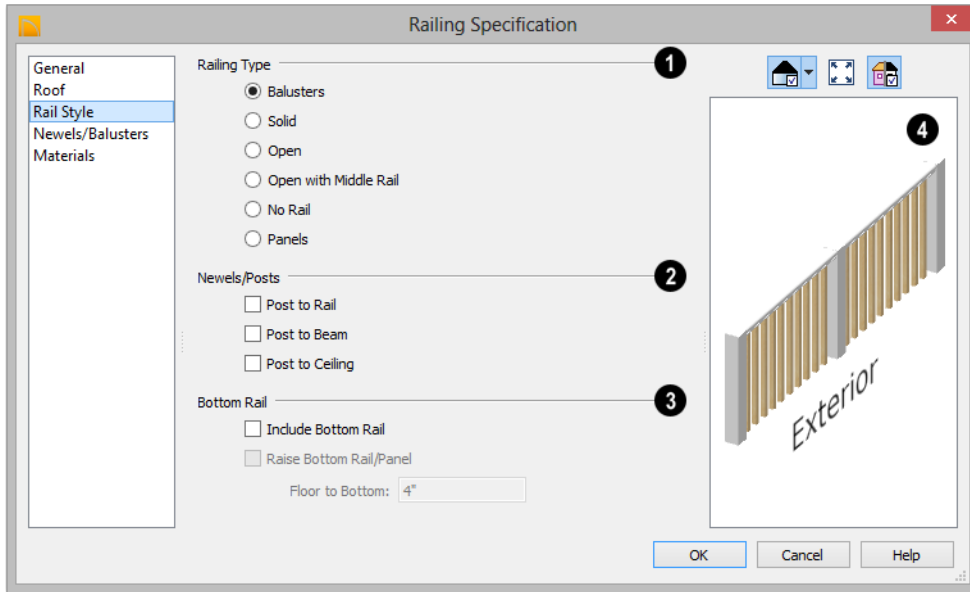 Railing Specification
×
General
Roof
Rail Style
Newels/Balusters
Materials
Railing Type
1
Balusters
Solid
Open
Open with Middle Rail
No Rail
Panels
Newels/Posts
2
Post to Rail
Post to Beam
Post to Ceiling
Bottom Rail
3
Include Bottom Rail
Raise Bottom Rail/Panel
Floor to Bottom: 4"
4
Exterior
OK
Cancel
Help